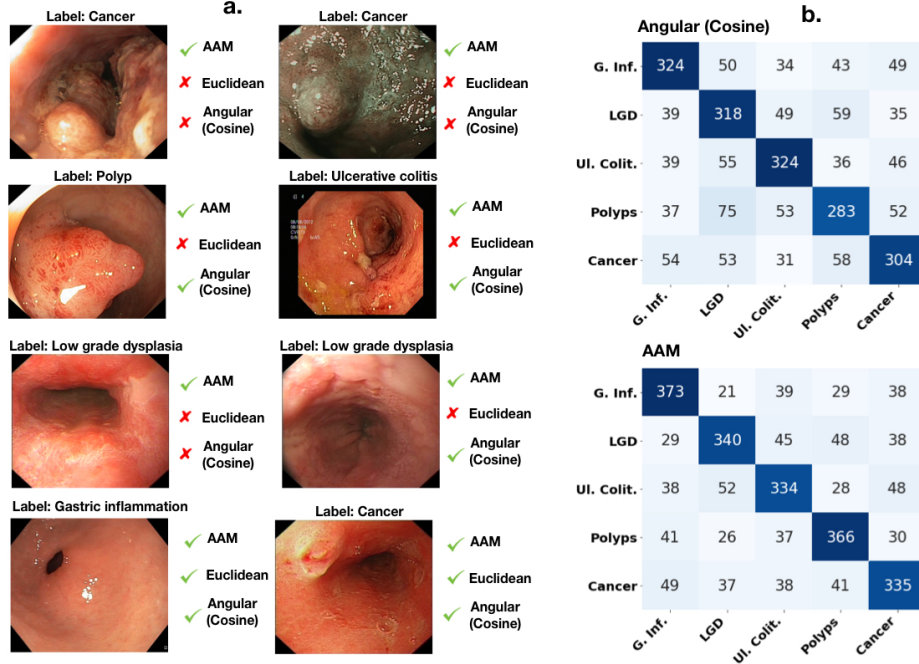 a.
Label: Cancer
AAM
Euclidean
Angular
(Cosine)
Label: Cancer
AAM
Euclidean
Angular
(Cosine)
Label: Polyp
AAM
Euclidean
Angular
(Cosine)
Label: Ulcerative colitis
AAM
Euclidean
Angular
(Cosine)
Label: Low grade dysplasia
AAM
Euclidean
Angular
(Cosine)
Label: Low grade dysplasia
AAM
Euclidean
Angular
(Cosine)
Label: Gastric inflammation
AAM
Euclidean
Angular
(Cosine)
Label: Cancer
AAM
Euclidean
Angular
(Cosine)
b.
Angular (Cosine)
G. Inf. 324 50 34 43 49
LGD 39 318 49 59 35
Ul. Colit. 39 55 324 36 46
Polyps 37 75 53 283 52
Cancer 54 53 31 58 304
G. Inf. LGD Ul. Colit. Polyps Cancer
AAM
G. Inf. 373 21 39 29 38
LGD 29 340 45 48 38
Ul. Colit. 38 52 334 28 48
Polyps 41 26 37 366 30
Cancer 49 37 38 41 335
G. Inf. LGD Ul. Colit. Polyps Cancer